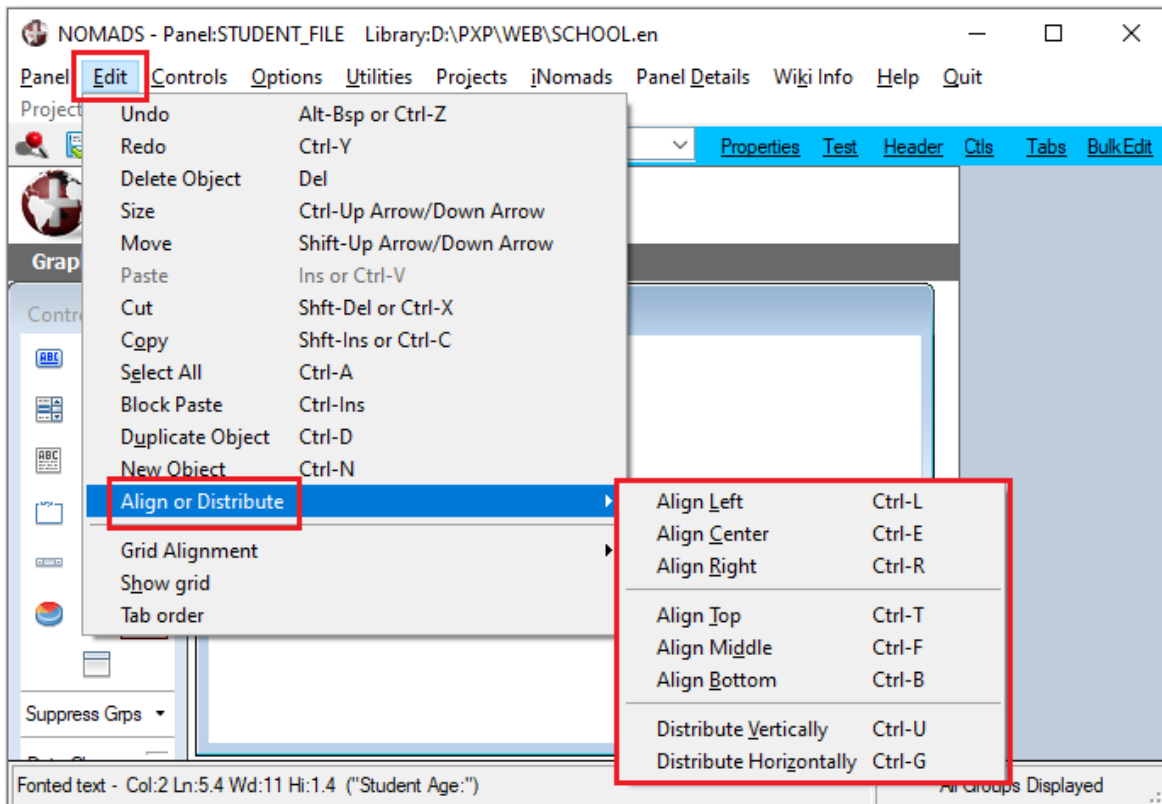 NOMADS - Panel:STUDENT_FILE Library:D:\PXP\WEB\SCHOOL.en
Panel Edit Controls Options Utilities Projects iNomads Panel Details Wiki Info Help Quit
Project
Properties Test Header Ctls Tabs BulkEdit
Undo Alt-Bsp or Ctrl-Z
Redo Ctrl-Y
Delete Object Del
Size Ctrl-Up Arrow/Down Arrow
Move Shift-Up Arrow/Down Arrow
Grap
Paste Ins or Ctrl-V
Contr
Cut Shft-Del or Ctrl-X
Copy Shft-Ins or Ctrl-C
ABC
Select All Ctrl-A
Block Paste Ctrl-Ins
Duplicate Object Ctrl-D
ABC
New Object Ctrl-N
Align or Distribute
Align Left Ctrl-L
Align Center Ctrl-E
Align Right Ctrl-R
Grid Alignment
Show grid
Tab order
Align Top Ctrl-T
Align Middle Ctrl-F
Align Bottom Ctrl-B
Suppress Grps
Distribute Vertically Ctrl-U
Distribute Horizontally Ctrl-G
Fonted text - Col:2 Ln:5.4 Wd:11 Hi:1.4 ("Student Age:")
All Groups Displayed